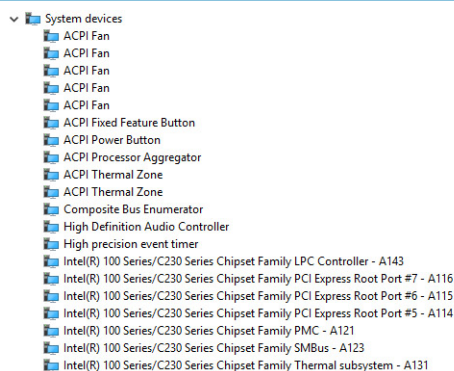 System devices
ACPI Fan
ACPI Fan
ACPI Fan
ACPI Fan
ACPI Fan
ACPI Fixed Feature Button
ACPI Power Button
ACPI Processor Aggregator
ACPI Thermal Zone
ACPI Thermal Zone
Composite Bus Enumerator
High Definition Audio Controller
High precision event timer
Intel(R) 100 Series/C230 Series Chipset Family LPC Controller - A143
Intel(R) 100 Series/C230 Series Chipset Family PCI Express Root Port #7 - A116
Intel(R) 100 Series/C230 Series Chipset Family PCI Express Root Port #6 - A115
Intel(R) 100 Series/C230 Series Chipset Family PCI Express Root Port #5 - A114
Intel(R) 100 Series/C230 Series Chipset Family PMC - A121
Intel(R) 100 Series/C230 Series Chipset Family SMBus - A123
Intel(R) 100 Series/C230 Series Chipset Family Thermal subsystem - A131